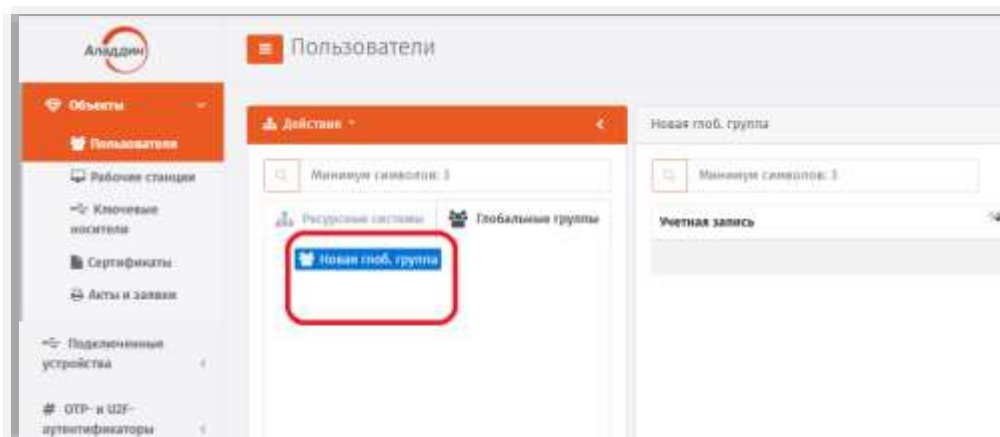 Аладдин
Пользователи
Объекты
Пользователи
Рабочие станции
Ключевые
носители
Сертификаты
Акты и заявки
Подключенные
устройства
# OTP- и U2F-
аутентификаторы
Действия
Минимум символов: 3
Ресурсные системы
Глобальные группы
Новая глоб. группа
Новая глоб. группа
Минимум символов: 3
Учетная запись